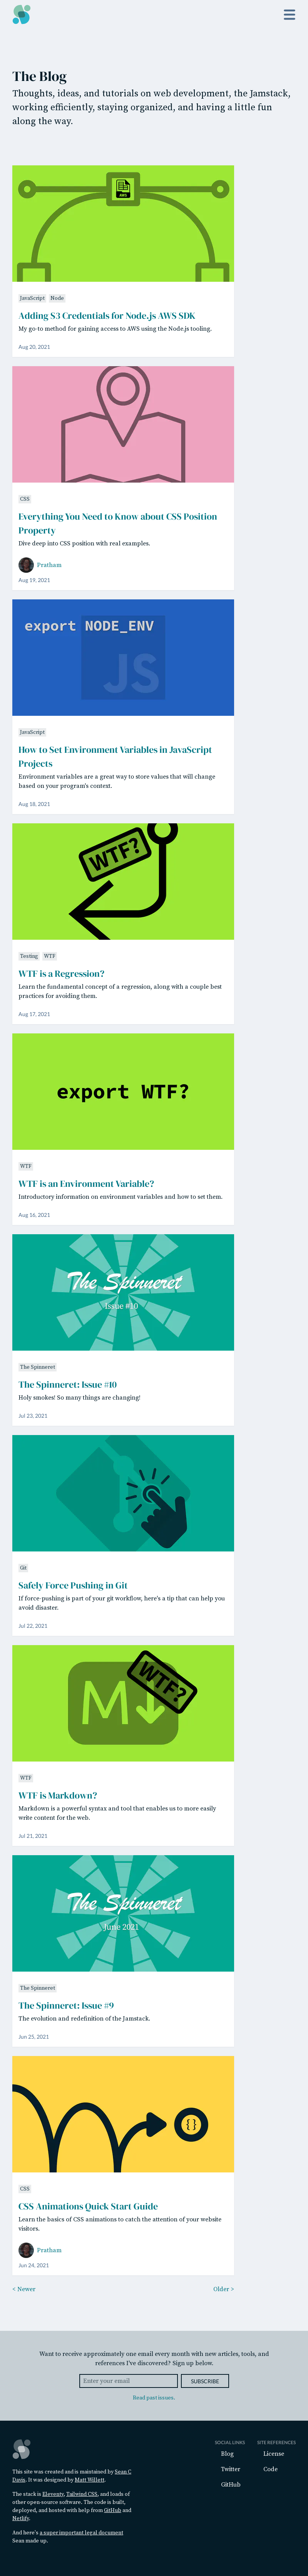 The Blog
Thoughts, ideas, and tutorials on web development, the Jamstack,
working efficiently, staying organized, and having a little fun
along the way.
AWS
JavaScript Node
Adding S3 Credentials for Node.js AWS SDK
My go-to method for gaining access to AWS using the Node.js tooling.
Aug 20, 2021
CSS
Everything You Need to Know about CSS Position
Property
Dive deep into CSS position with real examples.
Pratham
Aug 19, 2021
export NODE_ENV
JS
JavaScript
How to Set Environment Variables in JavaScript
Projects
Environment variables are a great way to store values that will change
based on your program's context.
Aug 18, 2021
WTF?
Testing WTF
WTF is a Regression?
Learn the fundamental concept of a regression, along with a couple best
practices for avoiding them.
Aug 17, 2021
export WTF?
WTF
WTF is an Environment Variable?
Introductory information on environment variables and how to set them.
Aug 16, 2021
The Spinneret
Issue #10
The Spinneret
The Spinneret: Issue #10
Holy smokes! So many things are changing!
Jul 23, 2021
Git
Safely Force Pushing in Git
If force-pushing is part of your git workflow, here's a tip that can help you
avoid disaster.
Jul 22, 2021
M
WTF?
WTF
WTF is Markdown?
Markdown is a powerful syntax and tool that enables us to more easily
write content for the web.
Jul 21, 2021
The Spinneret
June 2021
The Spinneret
The Spinneret: Issue #9
The evolution and redefinition of the Jamstack.
Jun 25, 2021
{ }
CSS
CSS Animations Quick Start Guide
Learn the basics of CSS animations to catch the attention of your website
visitors.
Pratham
Jun 24, 2021
< Newer
Older >
Want to receive approximately one email every month with new articles, tools, and
references I've discovered? Sign up below.
Enter your email
SUBSCRIBE
Read past issues.
This site was created and is maintained by Sean C
Davis. It was designed by Matt Willett.
The stack is Eleventy, Tailwind CSS, and loads of
other open-source software. The code is built,
deployed, and hosted with help from GitHub and
Netlify.
And here's a super important legal document
Sean made up.
SOCIAL LINKS
Blog
Twitter
GitHub
SITE REFERENCES
License
Code